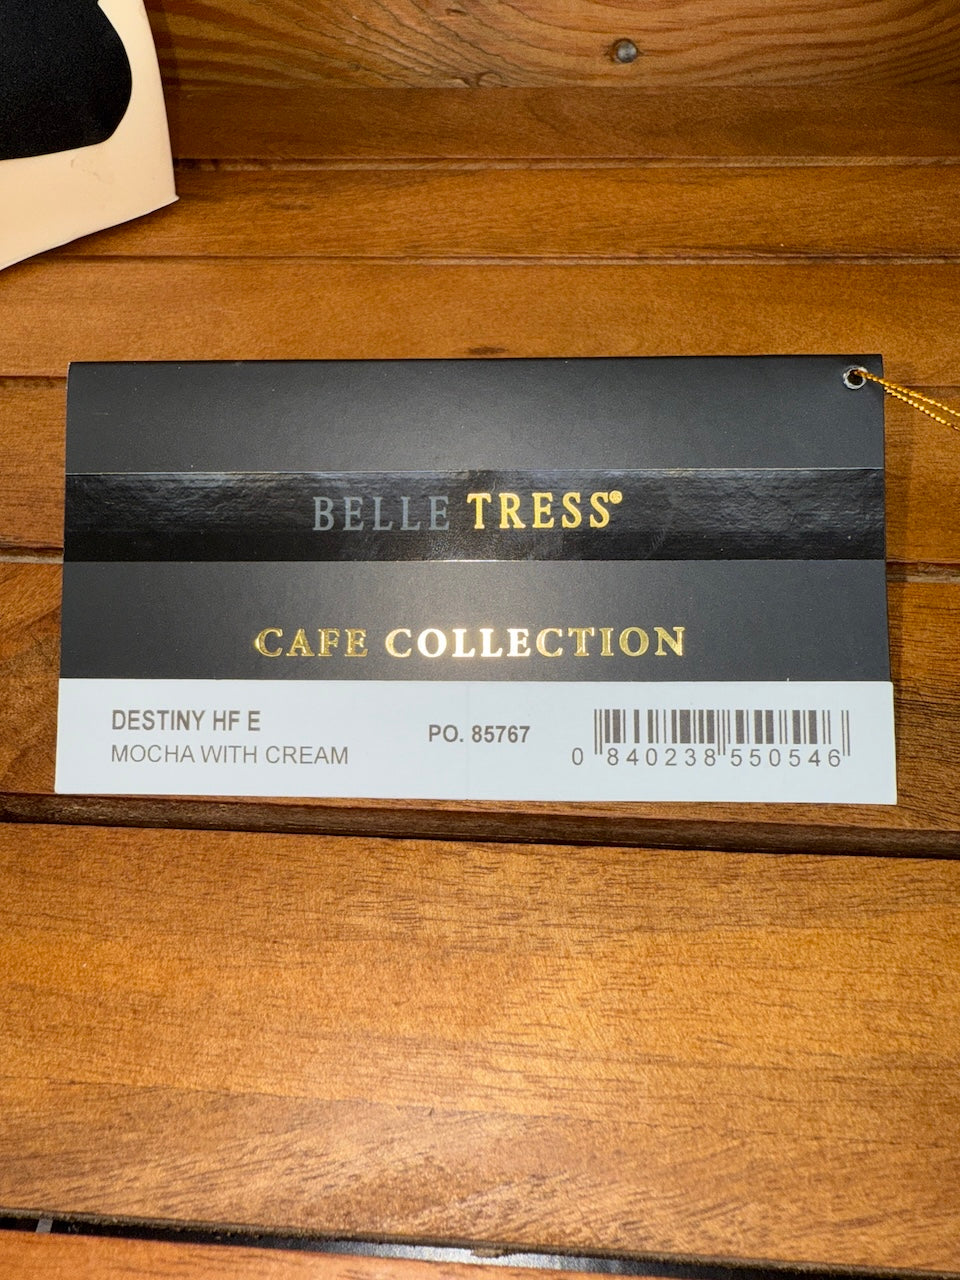 BELLE TRESS®
CAFE COLLECTION
DESTINY HF E
MOCHA WITH CREAM
PO. 85767
0 840238 550546